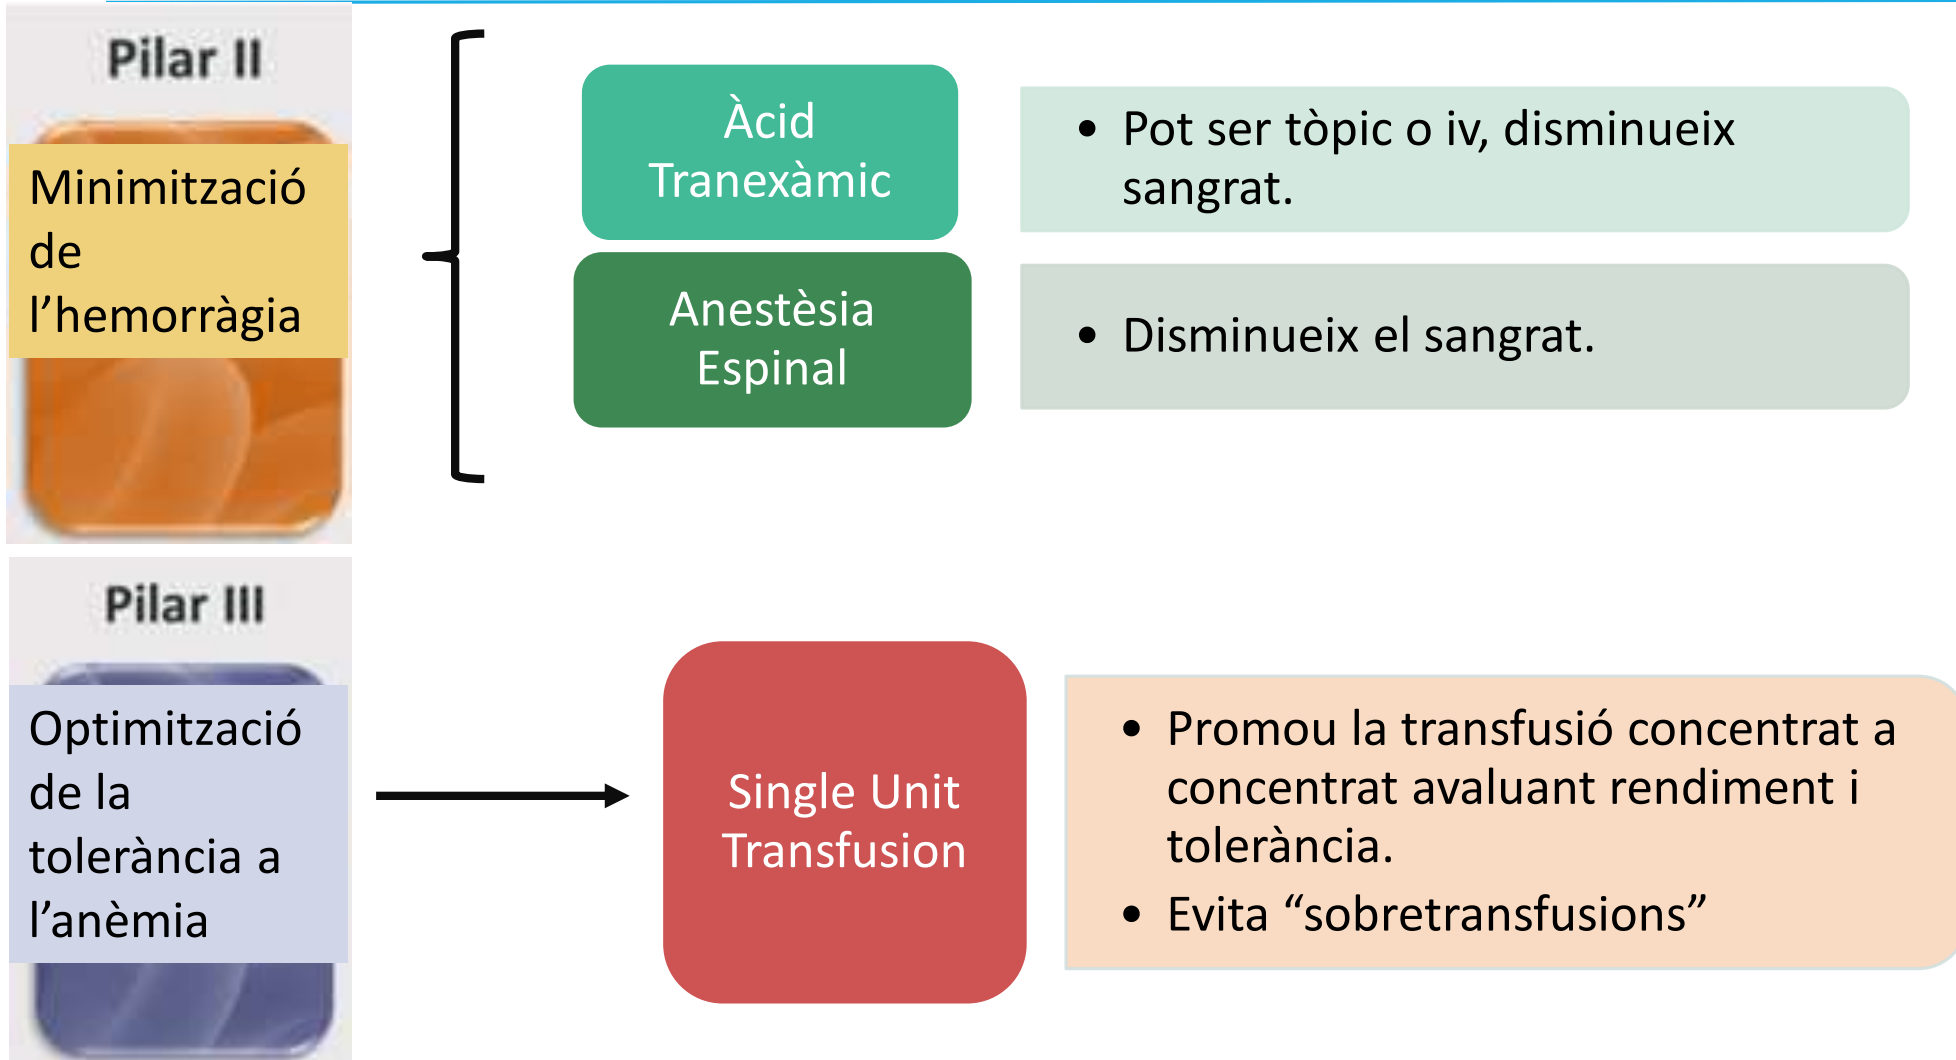 Pilar II
Minimització
de
l’hemorràgia
Àcid
Tranexàmic
• Pot ser tòpic o iv, disminueix
sangrat.
Anestèsia
Espinal
• Disminueix el sangrat.
Pilar III
Optimització
de la
tolerància a
l’anèmia
Single Unit
Transfusion
• Promou la transfusió concentrat a
concentrat avaluant rendiment i
tolerància.
• Evita “sobretransfusions”